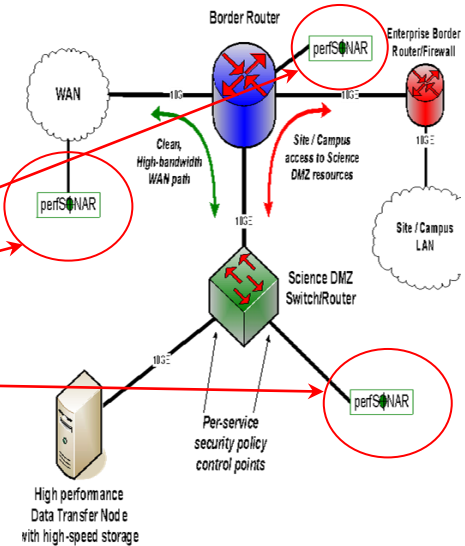 Border Router
perfSONAR
Enterprise Border
Router/Firewall
WAN
10G
10GE
10GE
Clean,
High-bandwidth
WAN path
Site / Campus
access to Science
DMZ resources
perfSONAR
10GE
Site / Campus
LAN
Science DMZ
Switch/Router
10GE
perfSONAR
Per-service
security policy
control points
High performance
Data Transfer Node
with high-speed storage